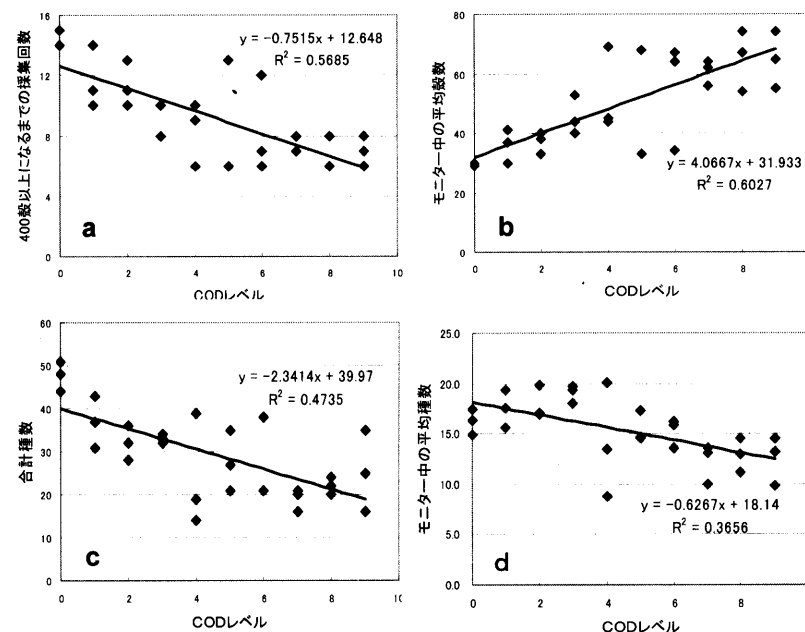 y = −0.7515x + 12.648
R² = 0.5685
400殻以上になるまでの採集回数
16
12
8
4
0
a
0 2 4 6 8 10
CODレベル
y = 4.0667x + 31.933
R² = 0.6027
モニター中の平均殻数
80
60
40
20
0
b
0 2 4 6 8
CODレベル
y = −2.3414x + 39.97
R² = 0.4735
合計種数
60
50
40
30
20
10
0
c
0 2 4 6 8
CODレベル
y = −0.6267x + 18.14
R² = 0.3656
モニター中の平均種数
25.0
20.0
15.0
10.0
5.0
0.0
d
0 2 4 6 8
CODレベル